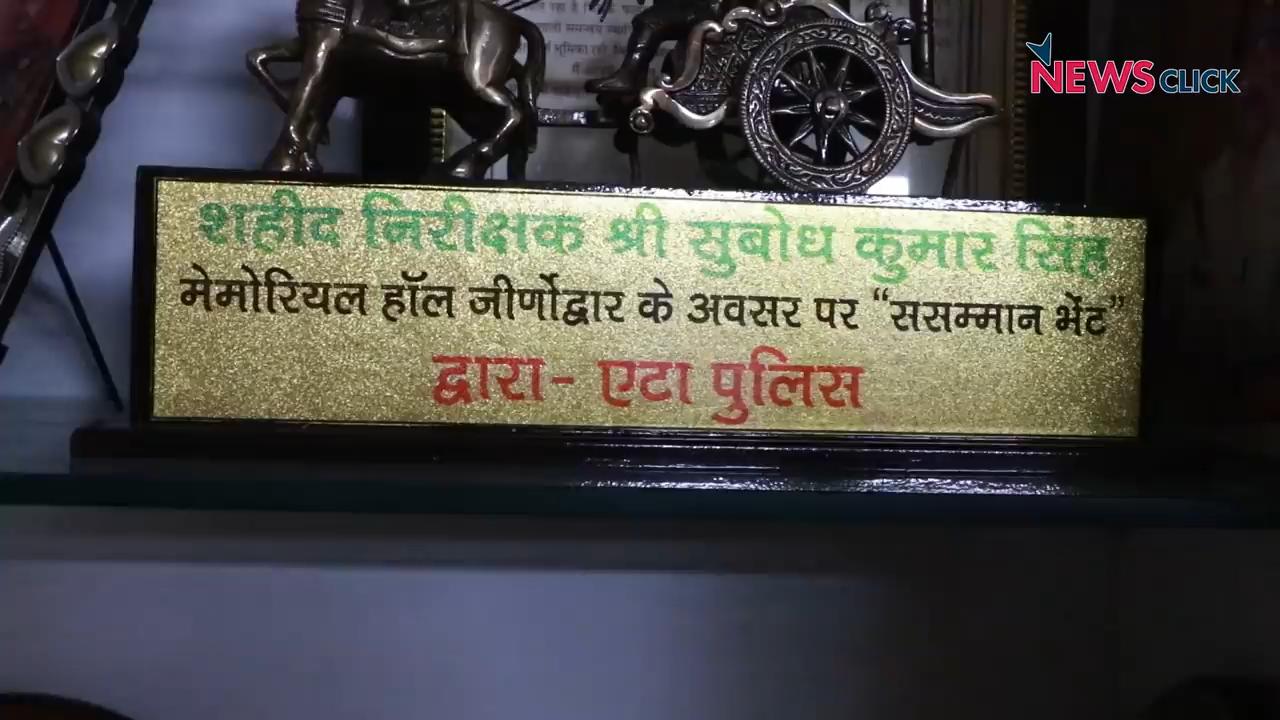 NEWSCLICK
शहीद निरीक्षक श्री सुबोध कुमार सिंह
मेमोरियल हॉल जीर्णोद्वार के अवसर पर “ससम्मान भेंट”
द्वारा- एटा पुलिस